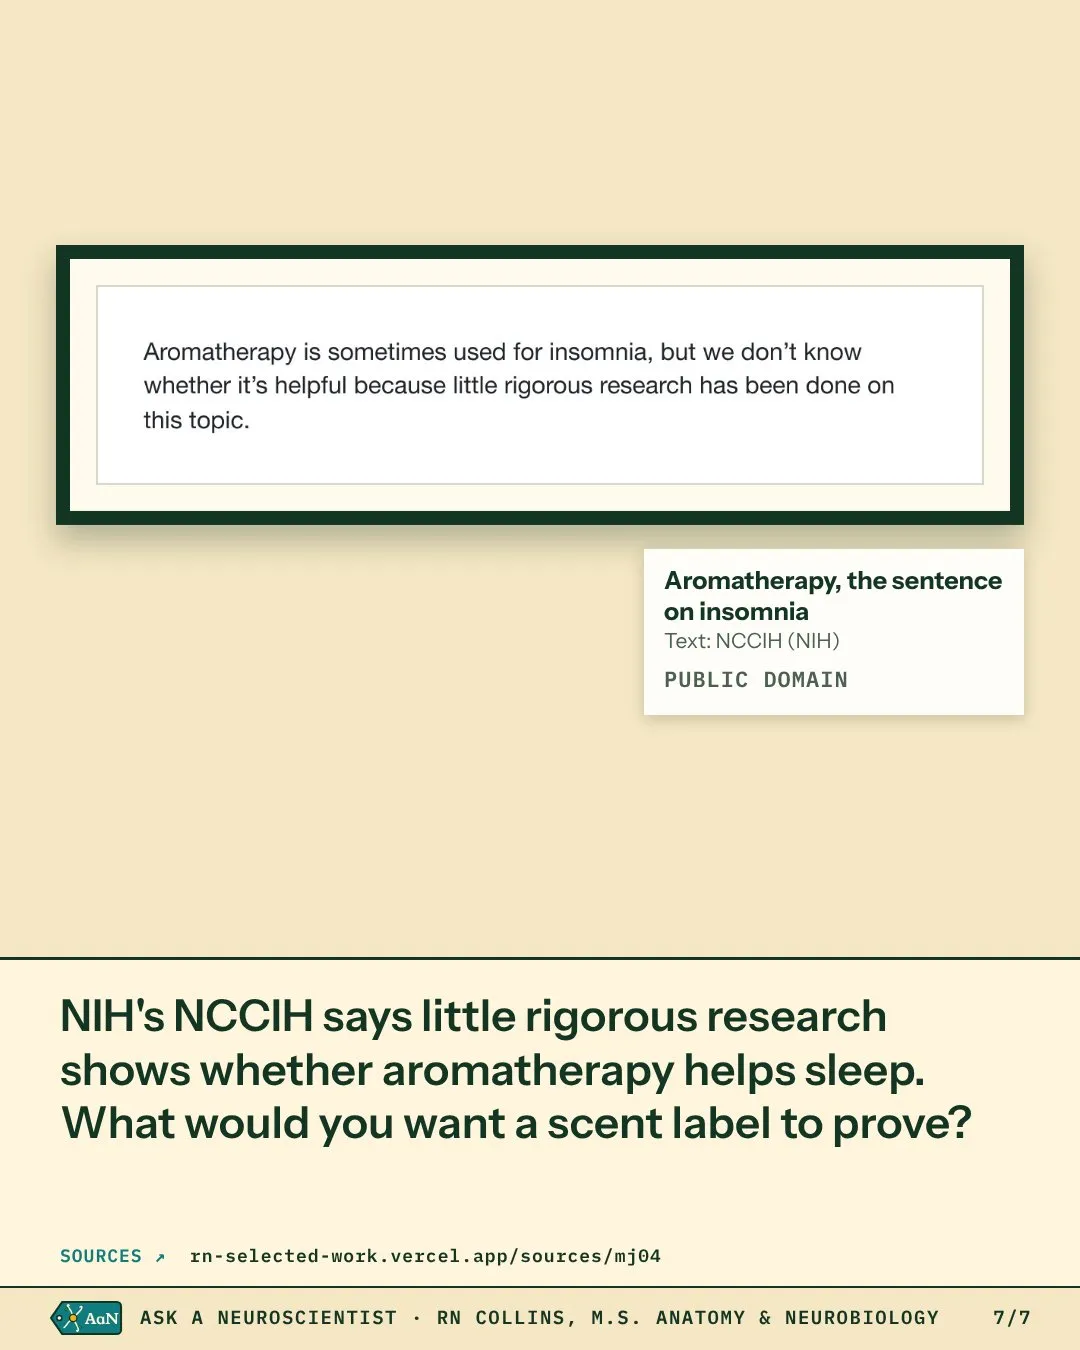 Aromatherapy is sometimes used for insomnia, but we don’t know
whether it’s helpful because little rigorous research has been done on
this topic.
Aromatherapy, the sentence
on insomnia
Text: NCCIH (NIH)
PUBLIC DOMAIN
NIH's NCCIH says little rigorous research
shows whether aromatherapy helps sleep.
What would you want a scent label to prove?
SOURCES ↗ rn-selected-work.vercel.app/sources/mj04
AaN ASK A NEUROSCIENTIST · RN COLLINS, M.S. ANATOMY & NEUROBIOLOGY 7/7